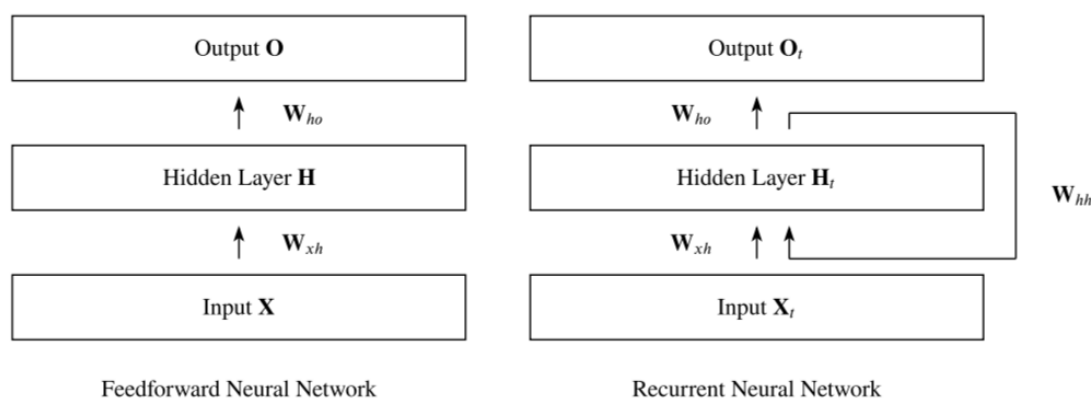 Output O
W_ho
Hidden Layer H
W_xh
Input X
Feedforward Neural Network
Output O_t
W_ho
Hidden Layer H_t
W_hh
W_xh
Input X_t
Recurrent Neural Network